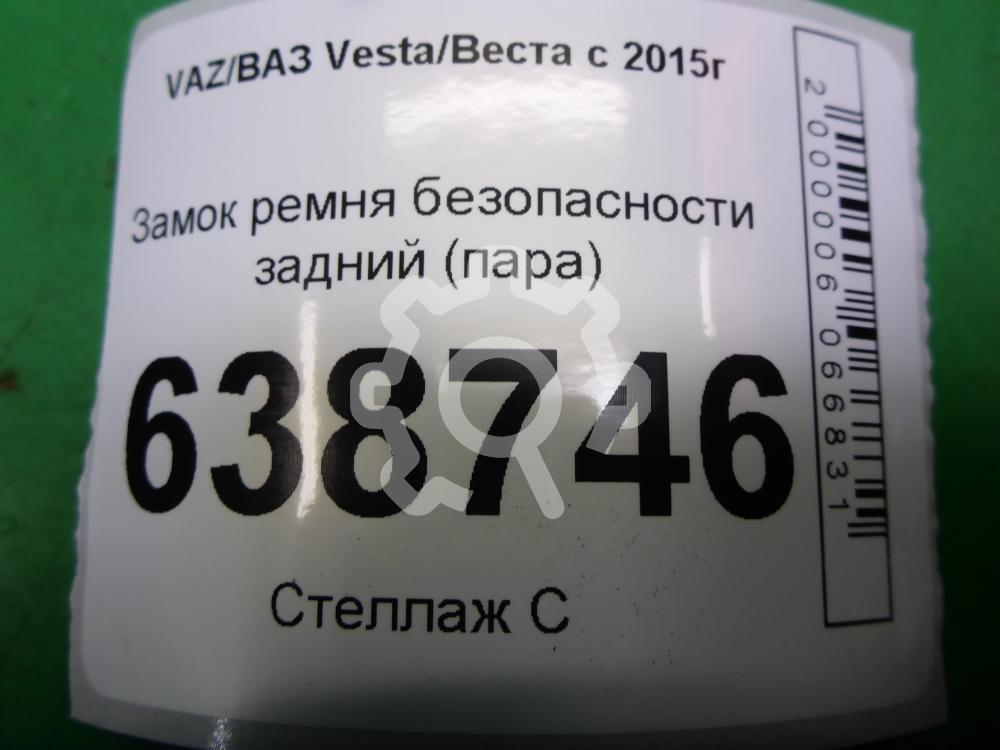 VAZ/ВАЗ Vesta/Веста с 2015г
Замок ремня безопасности
задний (пара)
638746
Стеллаж С
2000006066831